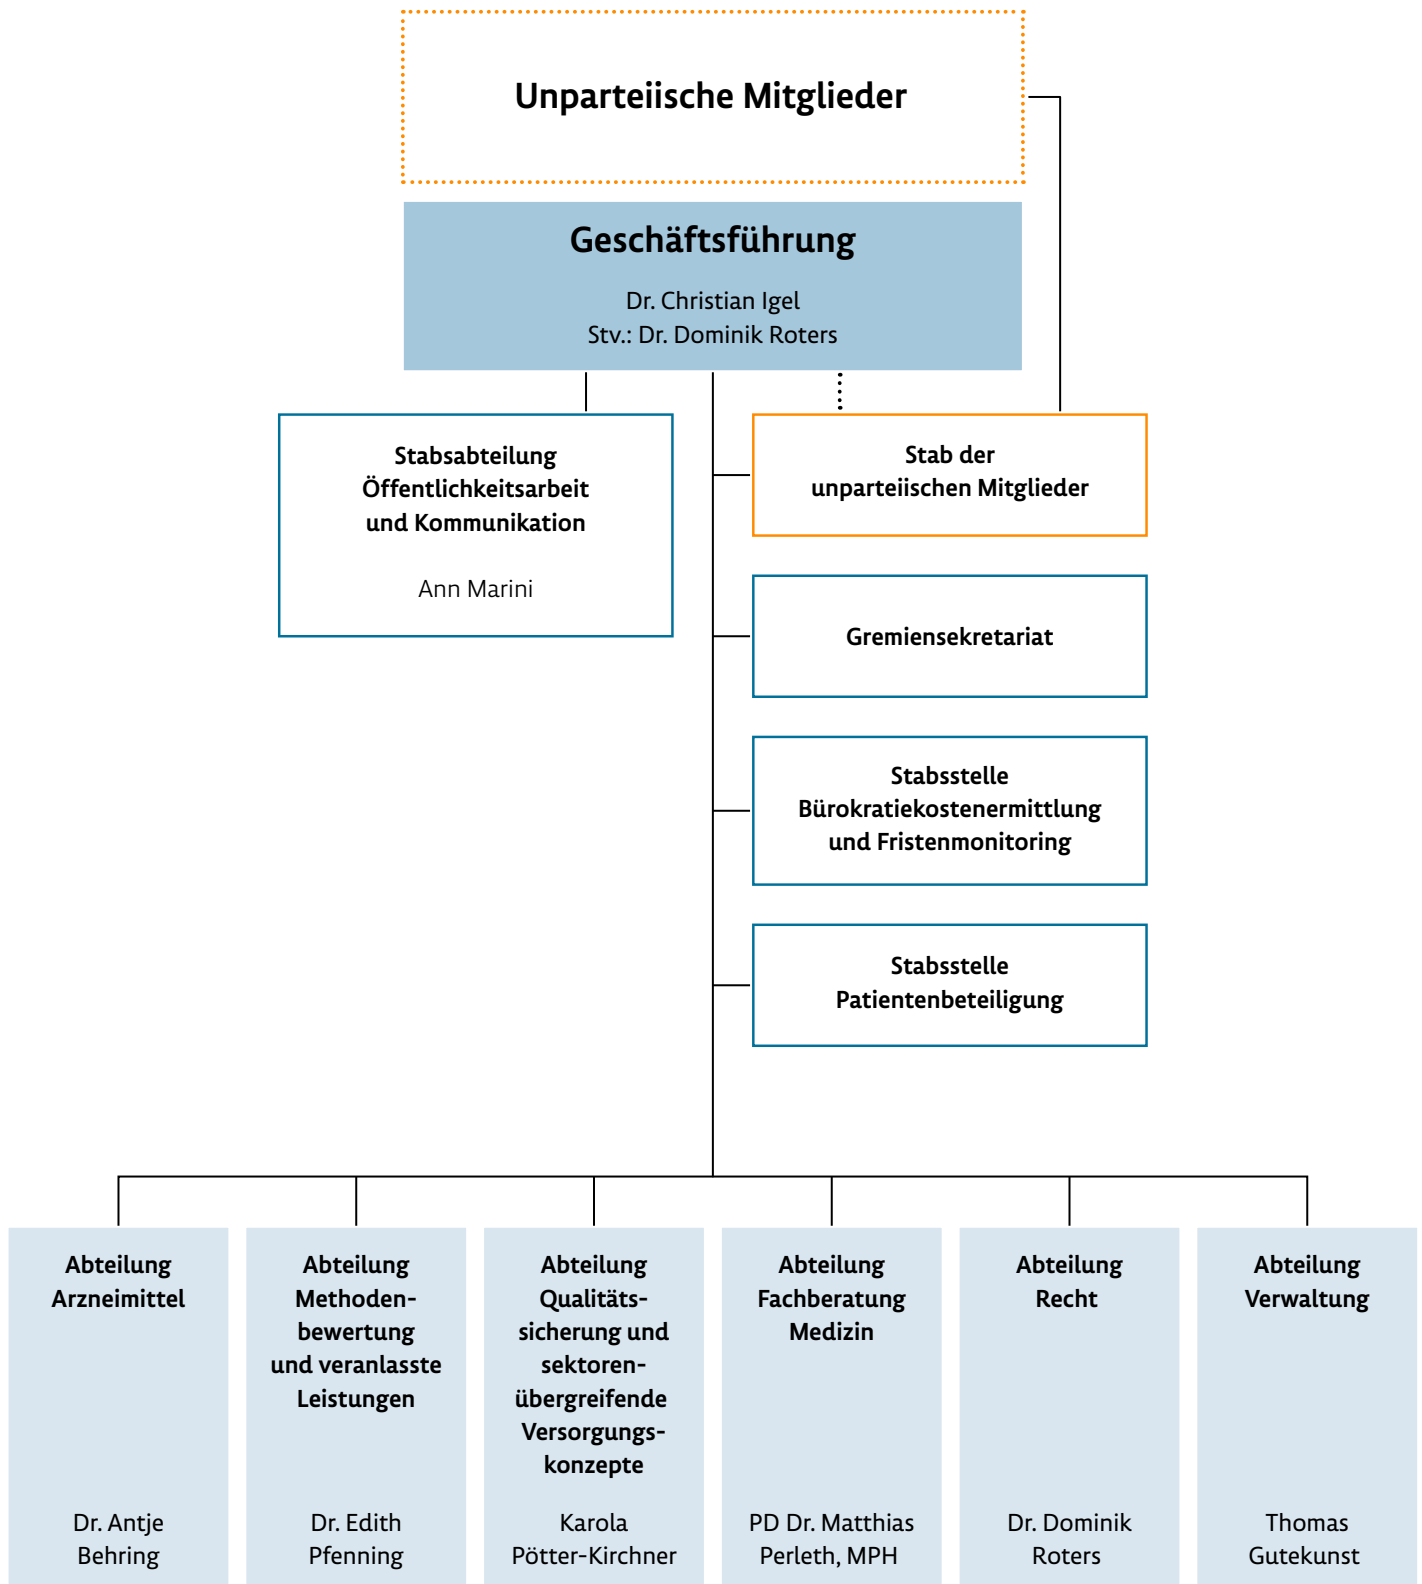 Unparteiische Mitglieder
Geschäftsführung
Dr. Christian Igel
Stv.: Dr. Dominik Roters
Stabsabteilung
Öffentlichkeitsarbeit
und Kommunikation
Ann Marini
Stab der
unparteiischen Mitglieder
Gremiensekretariat
Stabsstelle
Bürokratiekostenermittlung
und Fristenmonitoring
Stabsstelle
Patientenbeteiligung
Abteilung
Arzneimittel
Dr. Antje
Behring
Abteilung
Methoden-
bewertung
und veranlasste
Leistungen
Dr. Edith
Pfenning
Abteilung
Qualitäts-
sicherung und
sektoren-
übergreifende
Versorgungs-
konzepte
Karola
Pötter-Kirchner
Abteilung
Fachberatung
Medizin
PD Dr. Matthias
Perleth, MPH
Abteilung
Recht
Dr. Dominik
Roters
Abteilung
Verwaltung
Thomas
Gutekunst